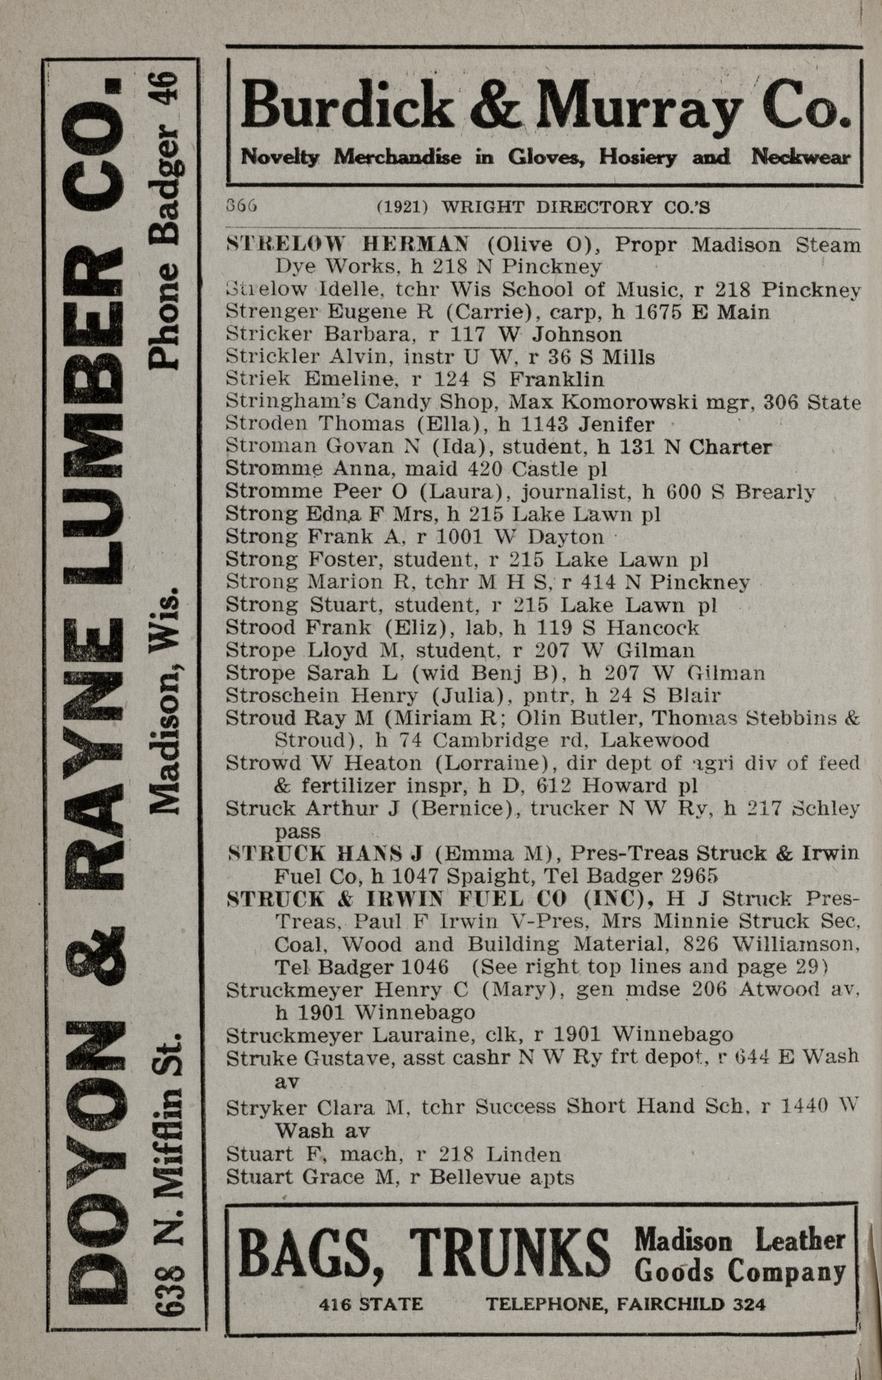 DOYON & RAYNE LUMBER CO.
638 N. Mifflin St. Madison, Wis. Phone Badger 46
Burdick & Murray Co.
Novelty Merchandise in Gloves, Hosiery and Neckwear
366 (1921) WRIGHT DIRECTORY CO.'S
STRELOW HERMAN (Olive O), Propr Madison Steam
Dye Works, h 218 N Pinckney
Strelow Idelle, tchr Wis School of Music, r 218 Pinckney
Strenger Eugene R (Carrie), carp, h 1675 E Main
Stricker Barbara, r 117 W Johnson
Strickler Alvin, instr U W, r 36 S Mills
Striek Emeline, r 124 S Franklin
Stringham's Candy Shop, Max Komorowski mgr, 306 State
Stroden Thomas (Ella), h 1143 Jenifer
Stroman Govan N (Ida), student, h 131 N Charter
Stromme Anna, maid 420 Castle pl
Stromme Peer O (Laura), journalist, h 600 S Brearly
Strong Edna F Mrs, h 215 Lake Lawn pl
Strong Frank A, r 1001 W Dayton
Strong Foster, student, r 215 Lake Lawn pl
Strong Marion R, tchr M H S, r 414 N Pinckney
Strong Stuart, student, r 215 Lake Lawn pl
Strood Frank (Eliz), lab, h 119 S Hancock
Strope Lloyd M, student, r 207 W Gilman
Strope Sarah L (wid Benj B), h 207 W Gilman
Stroschein Henry (Julia), pntr, h 24 S Blair
Stroud Ray M (Miriam R; Olin Butler, Thomas Stebbins &
Stroud), h 74 Cambridge rd, Lakewood
Strowd W Heaton (Lorraine), dir dept of agri div of feed
& fertilizer inspr, h D, 612 Howard pl
Struck Arthur J (Bernice), trucker N W Ry, h 217 Schley
pass
STRUCK HANS J (Emma M), Pres-Treas Struck & Irwin
Fuel Co, h 1047 Spaight, Tel Badger 2965
STRUCK & IRWIN FUEL CO (INC), H J Struck Pres-
Treas, Paul F Irwin V-Pres, Mrs Minnie Struck Sec,
Coal, Wood and Building Material, 826 Williamson,
Tel Badger 1046 (See right top lines and page 29)
Struckmeyer Henry C (Mary), gen mdse 206 Atwood av,
h 1901 Winnebago
Struckmeyer Lauraine, clk, r 1901 Winnebago
Struke Gustave, asst cashr N W Ry frt depot, r 644 E Wash
av
Stryker Clara M, tchr Success Short Hand Sch, r 1440 W
Wash av
Stuart F, mach, r 218 Linden
Stuart Grace M, r Bellevue apts
BAGS, TRUNKS Madison Leather
Goods Company
416 STATE TELEPHONE, FAIRCHILD 324